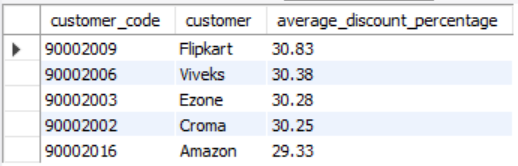 customer_code customer average_discount_percentage
90002009 Flipkart 30.83
90002006 Viveks 30.38
90002003 Ezone 30.28
90002002 Croma 30.25
90002016 Amazon 29.33